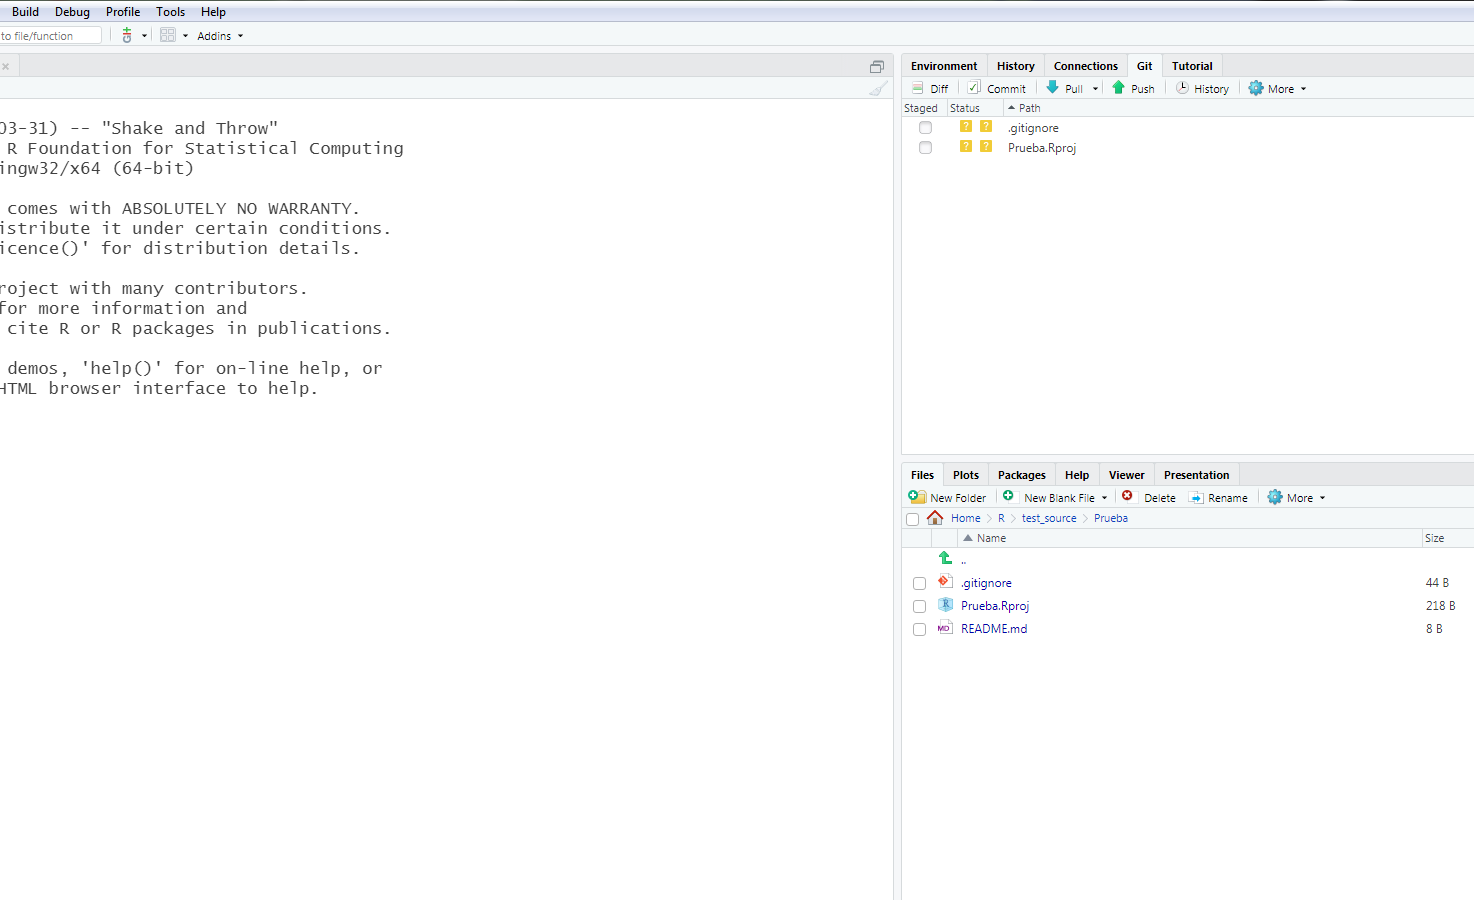 Build Debug Profile Tools Help
to file/function Addins
Environment History Connections Git Tutorial
Diff Commit Pull Push History More
Staged Status Path
? ? .gitignore
? ? Prueba.Rproj
03-31) -- "Shake and Throw"
R Foundation for Statistical Computing
ingw32/x64 (64-bit)
comes with ABSOLUTELY NO WARRANTY.
istribute it under certain conditions.
icence()' for distribution details.
roject with many contributors.
for more information and
cite R or R packages in publications.
demos, 'help()' for on-line help, or
HTML browser interface to help.
Files Plots Packages Help Viewer Presentation
New Folder New Blank File Delete Rename More
Home R test_source Prueba
Name Size
..
.gitignore 44 B
R Prueba.Rproj 218 B
MD README.md 8 B